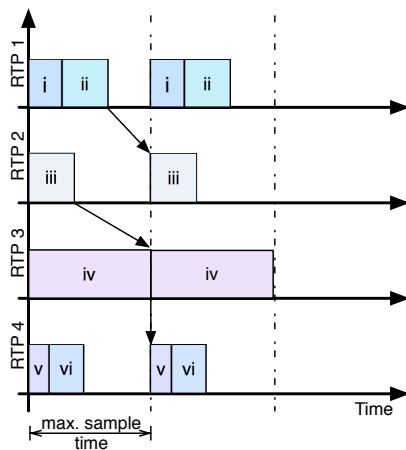 RTP 1
i
ii
i
ii
RTP 2
iii
iii
RTP 3
iv
iv
RTP 4
v
vi
v
vi
Time
max. sample
time